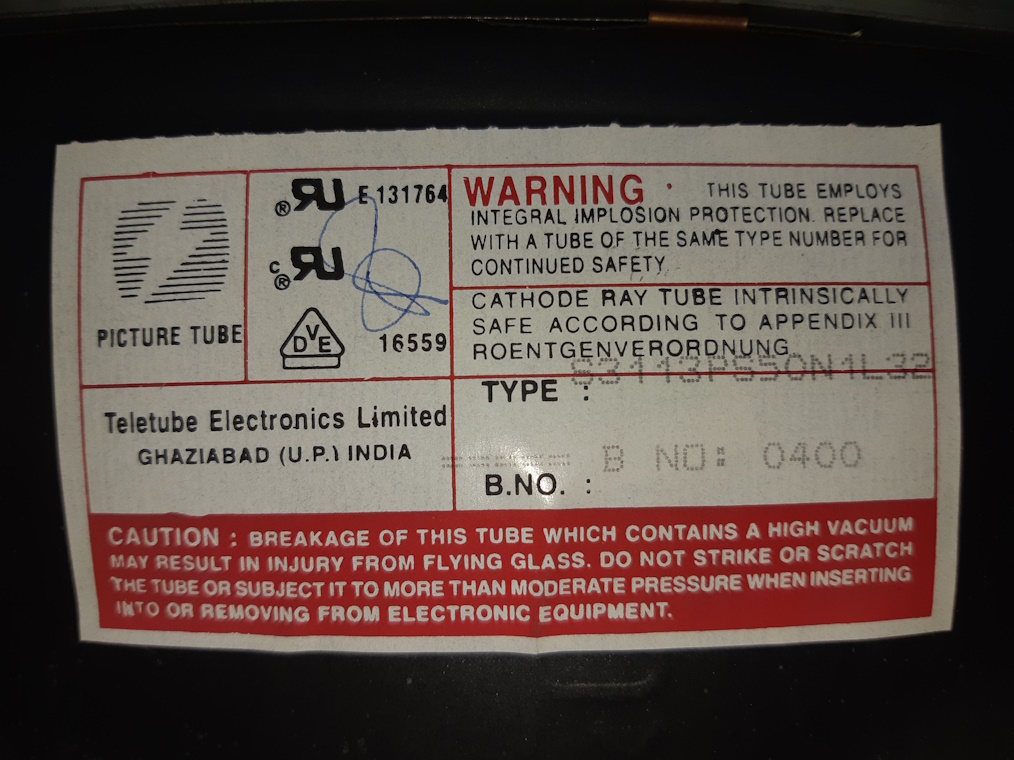 PICTURE TUBE
E 131764
16559
WARNING THIS TUBE EMPLOYS
INTEGRAL IMPLOSION PROTECTION. REPLACE
WITH A TUBE OF THE SAME TYPE NUMBER FOR
CONTINUED SAFETY
CATHODE RAY TUBE INTRINSICALLY
SAFE ACCORDING TO APPENDIX III
ROENTGENVERORDNUNG
Teletube Electronics Limited
GHAZIABAD (U.P.) INDIA
TYPE :
B NO: 0400
B.NO. :
CAUTION : BREAKAGE OF THIS TUBE WHICH CONTAINS A HIGH VACUUM
MAY RESULT IN INJURY FROM FLYING GLASS. DO NOT STRIKE OR SCRATCH
THE TUBE OR SUBJECT IT TO MORE THAN MODERATE PRESSURE WHEN INSERTING
INTO OR REMOVING FROM ELECTRONIC EQUIPMENT.